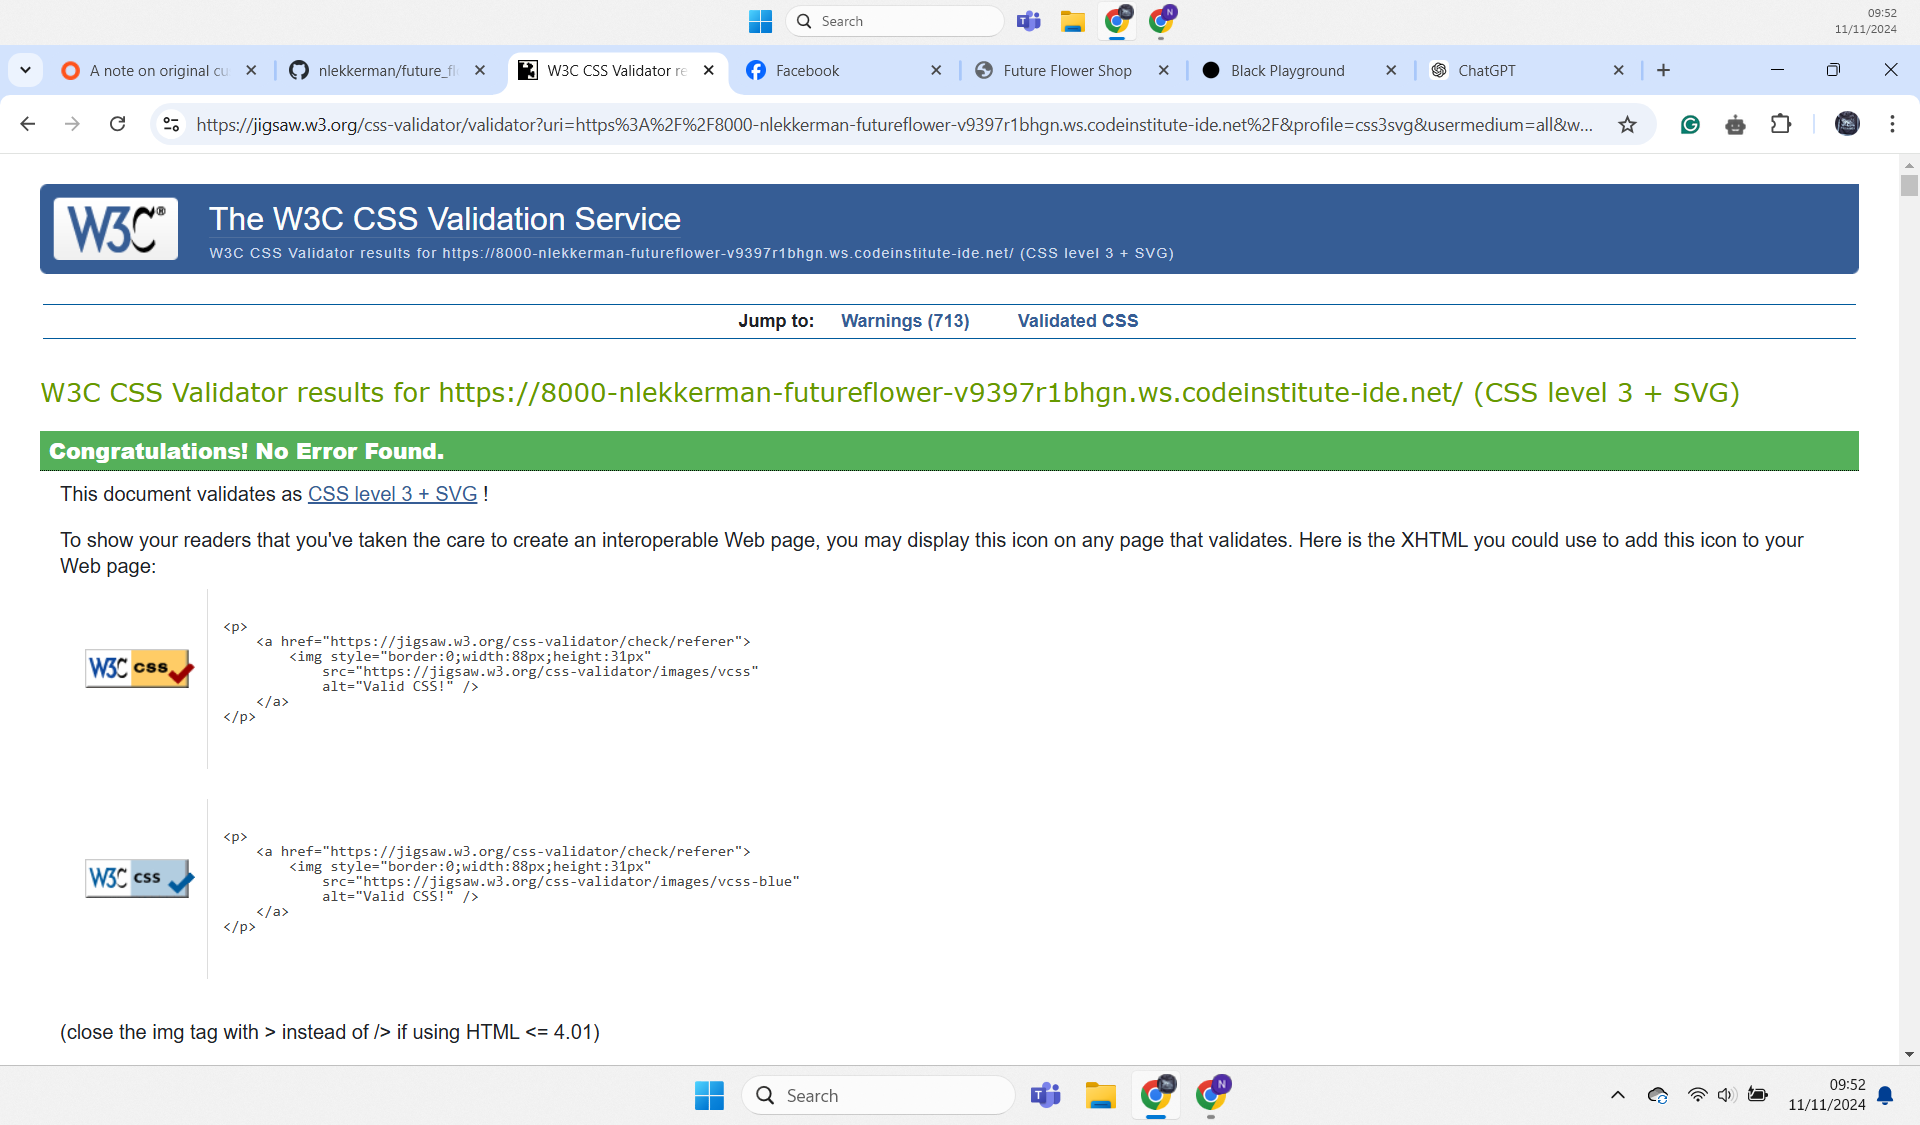 Search
09:52
11/11/2024
A note on original cu
nlekkerman/future_fl
W3C CSS Validator re
Facebook
Future Flower Shop
Black Playground
ChatGPT
https://jigsaw.w3.org/css-validator/validator?uri=https%3A%2F%2F8000-nlekkerman-futureflower-v9397r1bhgn.ws.codeinstitute-ide.net%2F&profile=css3svg&usermedium=all&w...
W3C®
The W3C CSS Validation Service
W3C CSS Validator results for https://8000-nlekkerman-futureflower-v9397r1bhgn.ws.codeinstitute-ide.net/ (CSS level 3 + SVG)
Jump to: Warnings (713) Validated CSS
W3C CSS Validator results for https://8000-nlekkerman-futureflower-v9397r1bhgn.ws.codeinstitute-ide.net/ (CSS level 3 + SVG)
Congratulations! No Error Found.
This document validates as CSS level 3 + SVG !
To show your readers that you've taken the care to create an interoperable Web page, you may display this icon on any page that validates. Here is the XHTML you could use to add this icon to your
Web page:
W3C css
<p>
<a href="https://jigsaw.w3.org/css-validator/check/referer">
<img style="border:0;width:88px;height:31px"
src="https://jigsaw.w3.org/css-validator/images/vcss"
alt="Valid CSS!" />
</a>
</p>
W3C css
<p>
<a href="https://jigsaw.w3.org/css-validator/check/referer">
<img style="border:0;width:88px;height:31px"
src="https://jigsaw.w3.org/css-validator/images/vcss-blue"
alt="Valid CSS!" />
</a>
</p>
(close the img tag with > instead of /> if using HTML <= 4.01)
Search
09:52
11/11/2024